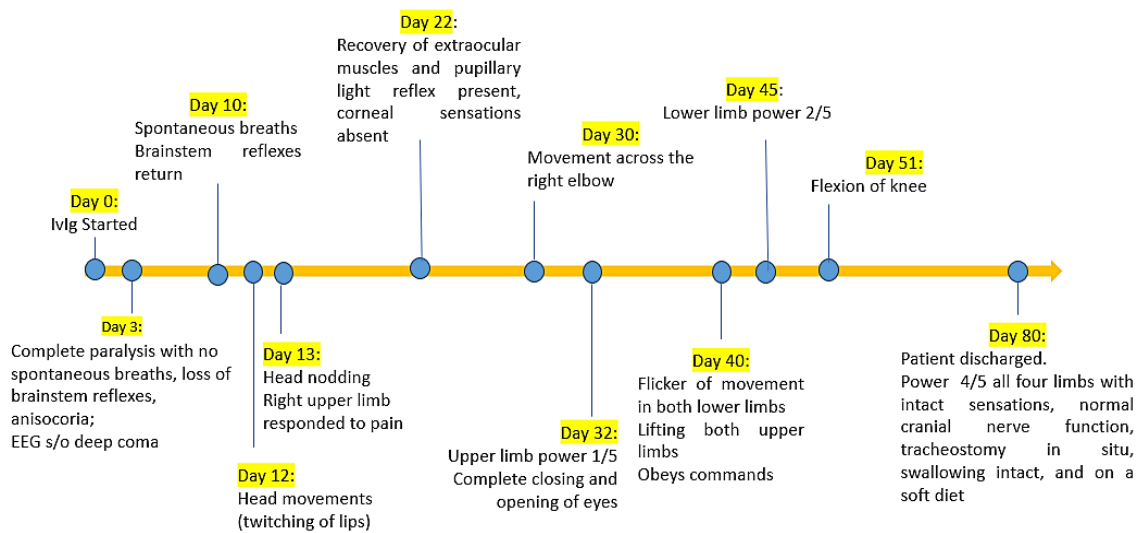 Day 0:
IvIg Started
Day 3:
Complete paralysis with no
spontaneous breaths, loss of
brainstem reflexes,
anisocoria;
EEG s/o deep coma
Day 10:
Spontaneous breaths
Brainstem reflexes
return
Day 12:
Head movements
(twitching of lips)
Day 13:
Head nodding
Right upper limb
responded to pain
Day 22:
Recovery of extraocular
muscles and pupillary
light reflex present,
corneal sensations
absent
Day 30:
Movement across the
right elbow
Day 32:
Upper limb power 1/5
Complete closing and
opening of eyes
Day 40:
Flicker of movement
in both lower limbs
Lifting both upper
limbs
Obeys commands
Day 45:
Lower limb power 2/5
Day 51:
Flexion of knee
Day 80:
Patient discharged.
Power 4/5 all four limbs with
intact sensations, normal
cranial nerve function,
tracheostomy in situ,
swallowing intact, and on a
soft diet